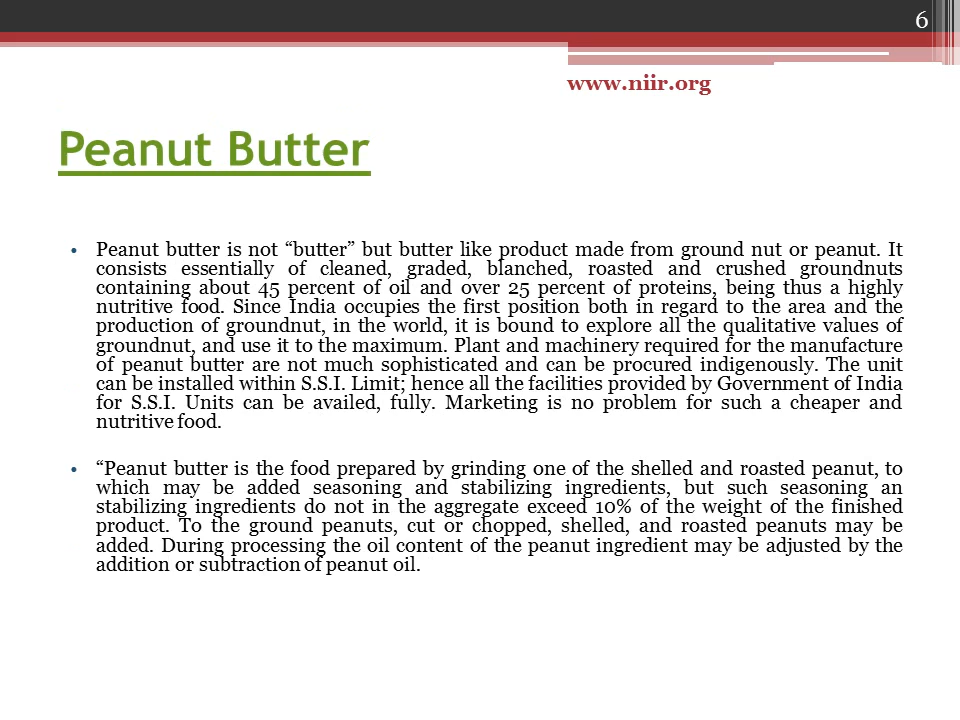 6
www.niir.org
Peanut Butter
• Peanut butter is not “butter” but butter like product made from ground nut or peanut. It
consists essentially of cleaned, graded, blanched, roasted and crushed groundnuts
containing about 45 percent of oil and over 25 percent of proteins, being thus a highly
nutritive food. Since India occupies the first position both in regard to the area and the
production of groundnut, in the world, it is bound to explore all the qualitative values of
groundnut, and use it to the maximum. Plant and machinery required for the manufacture
of peanut butter are not much sophisticated and can be procured indigenously. The unit
can be installed within S.S.I. Limit; hence all the facilities provided by Government of India
for S.S.I. Units can be availed, fully. Marketing is no problem for such a cheaper and
nutritive food.
• “Peanut butter is the food prepared by grinding one of the shelled and roasted peanut, to
which may be added seasoning and stabilizing ingredients, but such seasoning an
stabilizing ingredients do not in the aggregate exceed 10% of the weight of the finished
product. To the ground peanuts, cut or chopped, shelled, and roasted peanuts may be
added. During processing the oil content of the peanut ingredient may be adjusted by the
addition or subtraction of peanut oil.